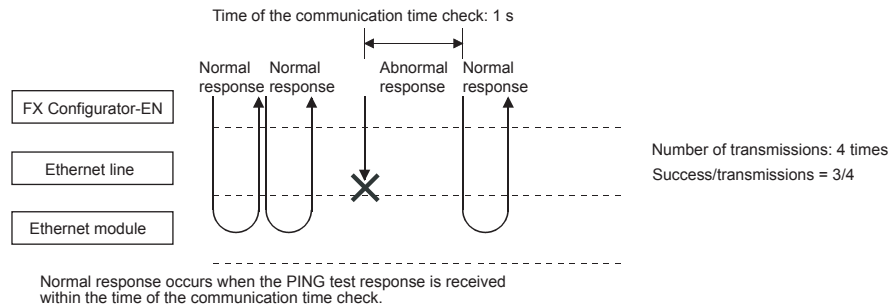 Time of the communication time check: 1 s
Normal
response
Normal
response
Abnormal
response
Normal
response
FX Configurator-EN
Ethernet line
Ethernet module
Number of transmissions: 4 times
Success/transmissions = 3/4
Normal response occurs when the PING test response is received
within the time of the communication time check.